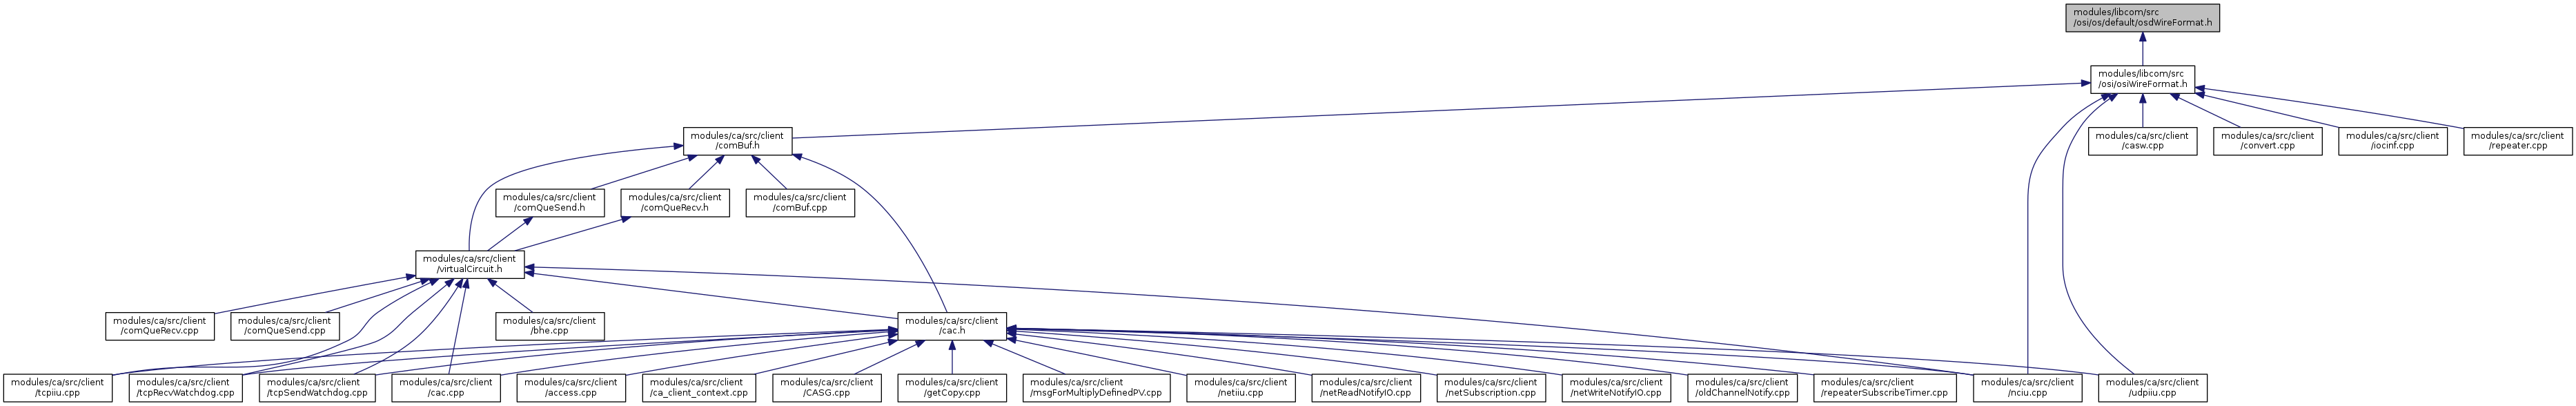 modules/libcom/src
/osi/os/default/osdWireFormat.h
modules/libcom/src
/osi/osiWireFormat.h
modules/ca/src/client
/comBuf.h
modules/ca/src/client
/casw.cpp
modules/ca/src/client
/convert.cpp
modules/ca/src/client
/iocinf.cpp
modules/ca/src/client
/repeater.cpp
modules/ca/src/client
/comQueSend.h
modules/ca/src/client
/comQueRecv.h
modules/ca/src/client
/comBuf.cpp
modules/ca/src/client
/virtualCircuit.h
modules/ca/src/client
/comQueRecv.cpp
modules/ca/src/client
/comQueSend.cpp
modules/ca/src/client
/bhe.cpp
modules/ca/src/client
/cac.h
modules/ca/src/client
/tcpiiu.cpp
modules/ca/src/client
/tcpRecvWatchdog.cpp
modules/ca/src/client
/tcpSendWatchdog.cpp
modules/ca/src/client
/cac.cpp
modules/ca/src/client
/access.cpp
modules/ca/src/client
/ca_client_context.cpp
modules/ca/src/client
/CASG.cpp
modules/ca/src/client
/getCopy.cpp
modules/ca/src/client
/msgForMultiplyDefinedPV.cpp
modules/ca/src/client
/netiiu.cpp
modules/ca/src/client
/netReadNotifyIO.cpp
modules/ca/src/client
/netSubscription.cpp
modules/ca/src/client
/netWriteNotifyIO.cpp
modules/ca/src/client
/oldChannelNotify.cpp
modules/ca/src/client
/repeaterSubscribeTimer.cpp
modules/ca/src/client
/nciu.cpp
modules/ca/src/client
/udpiiu.cpp